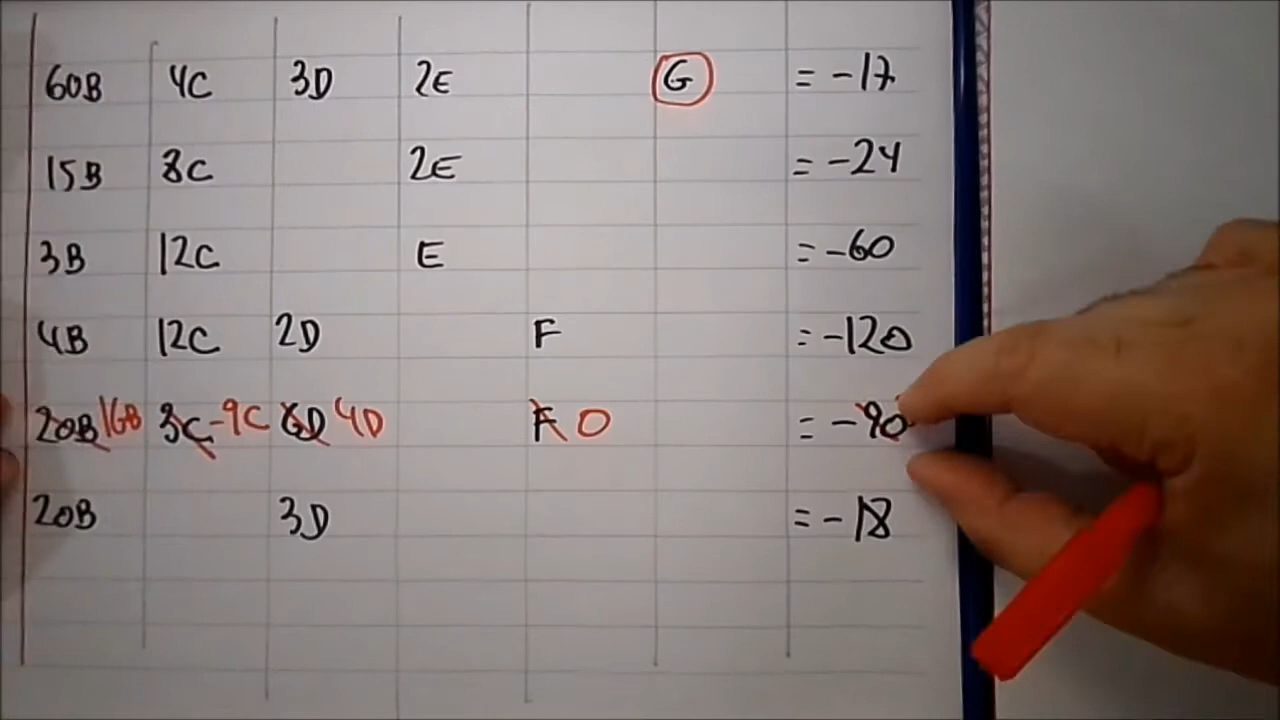 60B 4C 3D 2E G = -17
15B 8C 2E = -24
3B 12C E = -60
4B 12C 2D F = -120
20B 16B 3C -9C 6D 4D F 0 = -90
20B 3D = -18